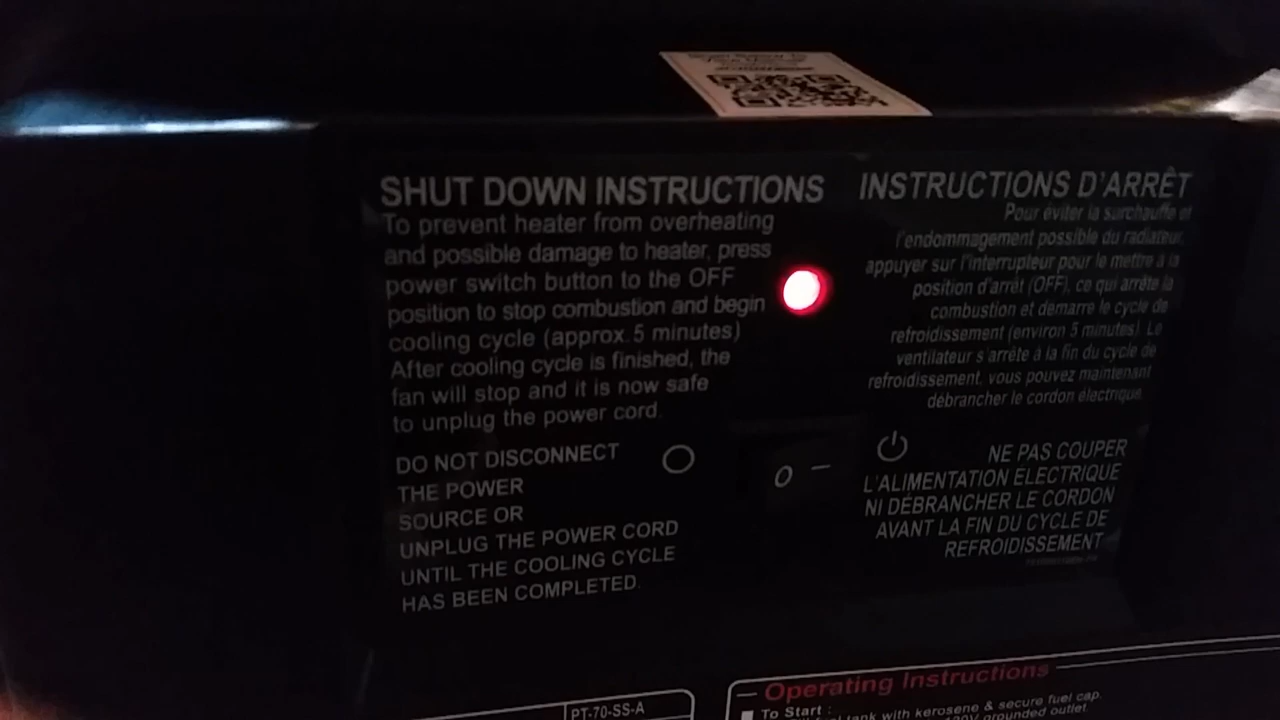 SHUT DOWN INSTRUCTIONS
To prevent heater from overheating
and possible damage to heater, press
power switch button to the OFF
position to stop combustion and begin
cooling cycle (approx.5 minutes)
After cooling cycle is finished, the
fan will stop and it is now safe
to unplug the power cord.
DO NOT DISCONNECT
THE POWER
SOURCE OR
UNPLUG THE POWER CORD
UNTIL THE COOLING CYCLE
HAS BEEN COMPLETED.
INSTRUCTIONS D'ARRÊT
Pour éviter la surchauffe et
l'endommagement possible du radiateur,
appuyer sur l'interrupteur pour le mettre à la
position d'arrêt (OFF), ce qui arrête la
combustion et démarre le cycle de
refroidissement (environ 5 minutes). Le
ventilateur s'arrête à la fin du cycle de
refroidissement, vous pouvez maintenant
débrancher le cordon électrique.
NE PAS COUPER
L'ALIMENTATION ÉLECTRIQUE
NI DÉBRANCHER LE CORDON
AVANT LA FIN DU CYCLE DE
REFROIDISSEMENT
PT-70-SS-A
Operating Instructions
To Start :
tank with kerosene & secure fuel cap.
grounded outlet